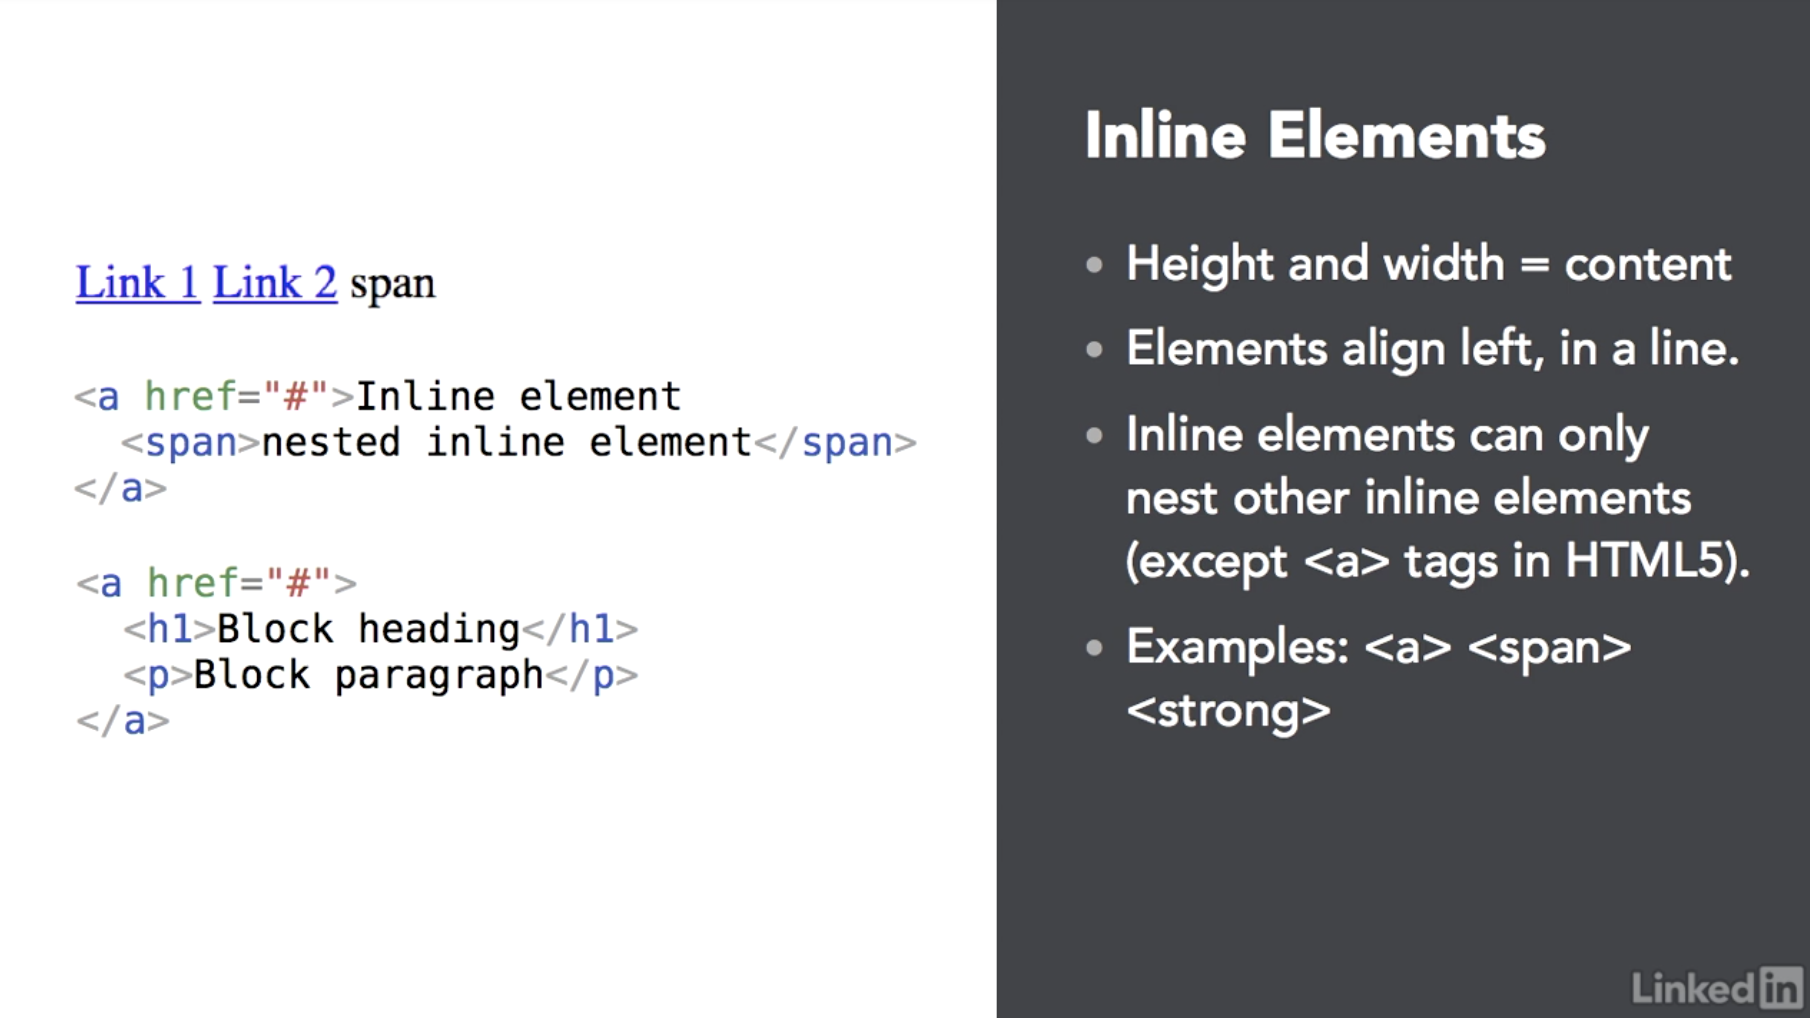 Link 1 Link 2 span
<a href="#">Inline element
<span>nested inline element</span>
</a>
<a href="#">
<h1>Block heading</h1>
<p>Block paragraph</p>
</a>
Inline Elements
• Height and width = content
• Elements align left, in a line.
• Inline elements can only
nest other inline elements
(except <a> tags in HTML5).
• Examples: <a> <span>
<strong>
LinkedIn